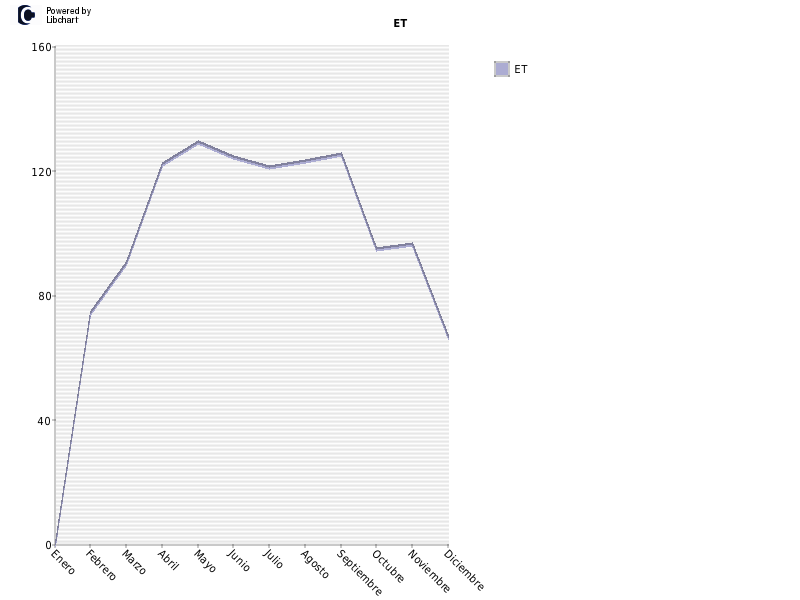 Powered by
Libchart
ET
160
120
80
40
0
ET
Enero
Febrero
Marzo
Abril
Mayo
Junio
Julio
Agosto
Septiembre
Octubre
Noviembre
Diciembre